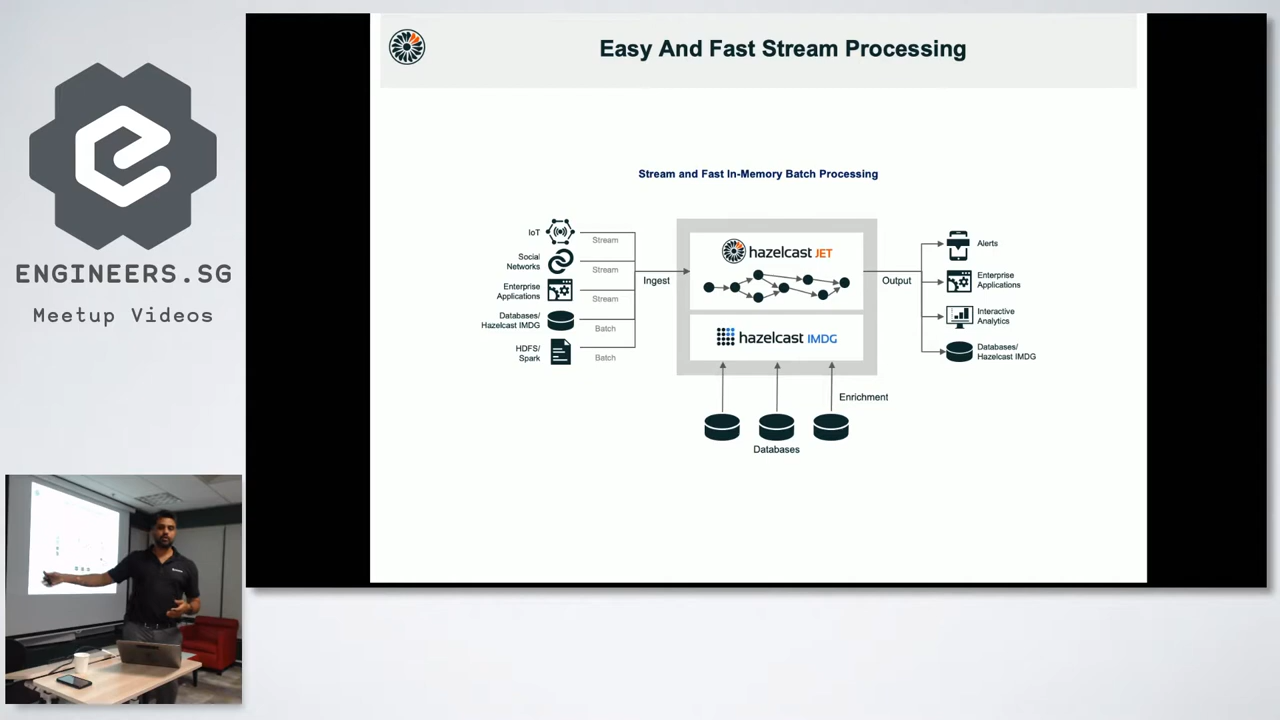 ENGINEERS.SG
Meetup Videos
Easy And Fast Stream Processing
Stream and Fast In-Memory Batch Processing
IoT
Stream
Social
Networks
Stream
Enterprise
Applications
Stream
Databases/
Hazelcast IMDG
Batch
HDFS/
Spark
Batch
Ingest
hazelcast JET
hazelcast IMDG
Output
Alerts
Enterprise
Applications
Interactive
Analytics
Databases/
Hazelcast IMDG
Enrichment
Databases